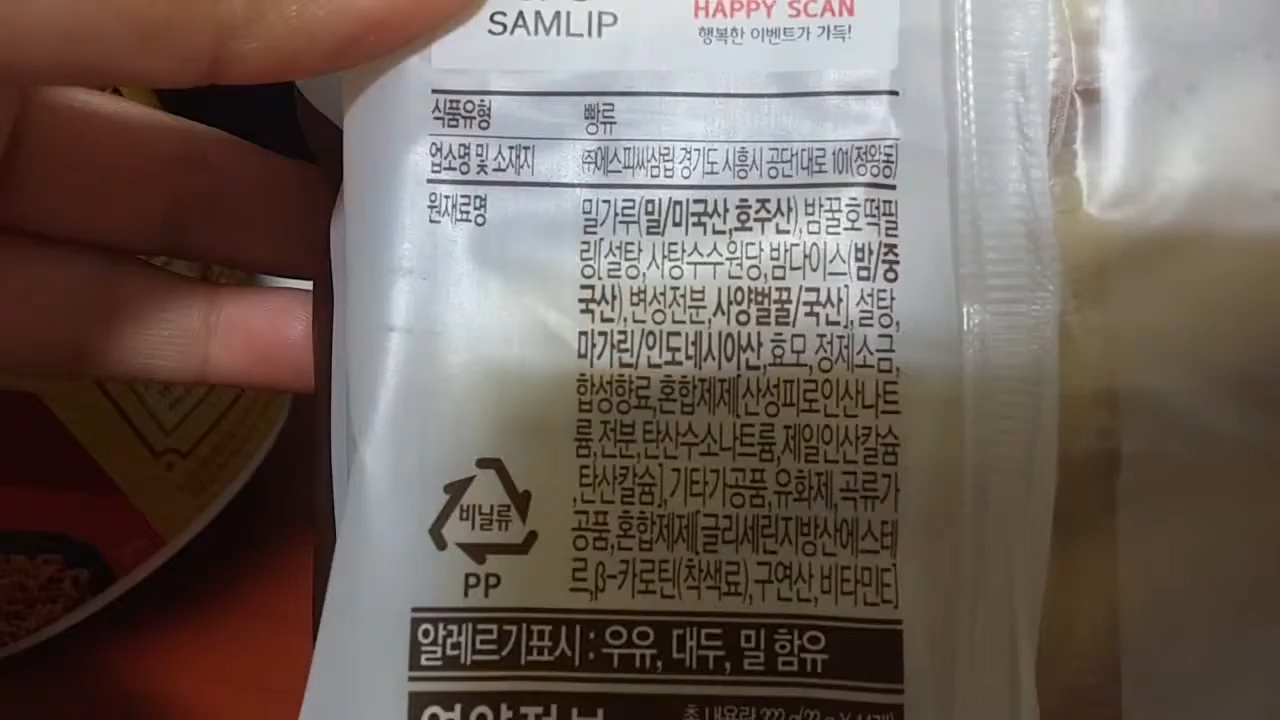 SAMLIP
HAPPY SCAN
행복한 이벤트가 가득!
식품유형 빵류
업소명 및 소재지 ㈜에스피씨삼립 경기도 시흥시 공단1대로 101(정왕동)
원재료명 밀가루(밀/미국산,호주산),밤꿀호떡필
링[설탕,사탕수수원당,밤다이스(밤/중
국산),변성전분,사양벌꿀/국산],설탕,
마가린/인도네시아산,효모,정제소금,
합성향료,혼합제제[산성피로인산나트
륨,전분,탄산수소나트륨,제일인산칼슘
,탄산칼슘],기타가공품,유화제,곡류가
공품,혼합제제[글리세린지방산에스테
르,β-카로틴(착색료),구연산,비타민E]
비닐류
PP
알레르기표시 : 우유, 대두, 밀 함유
영양정보 총 내용량